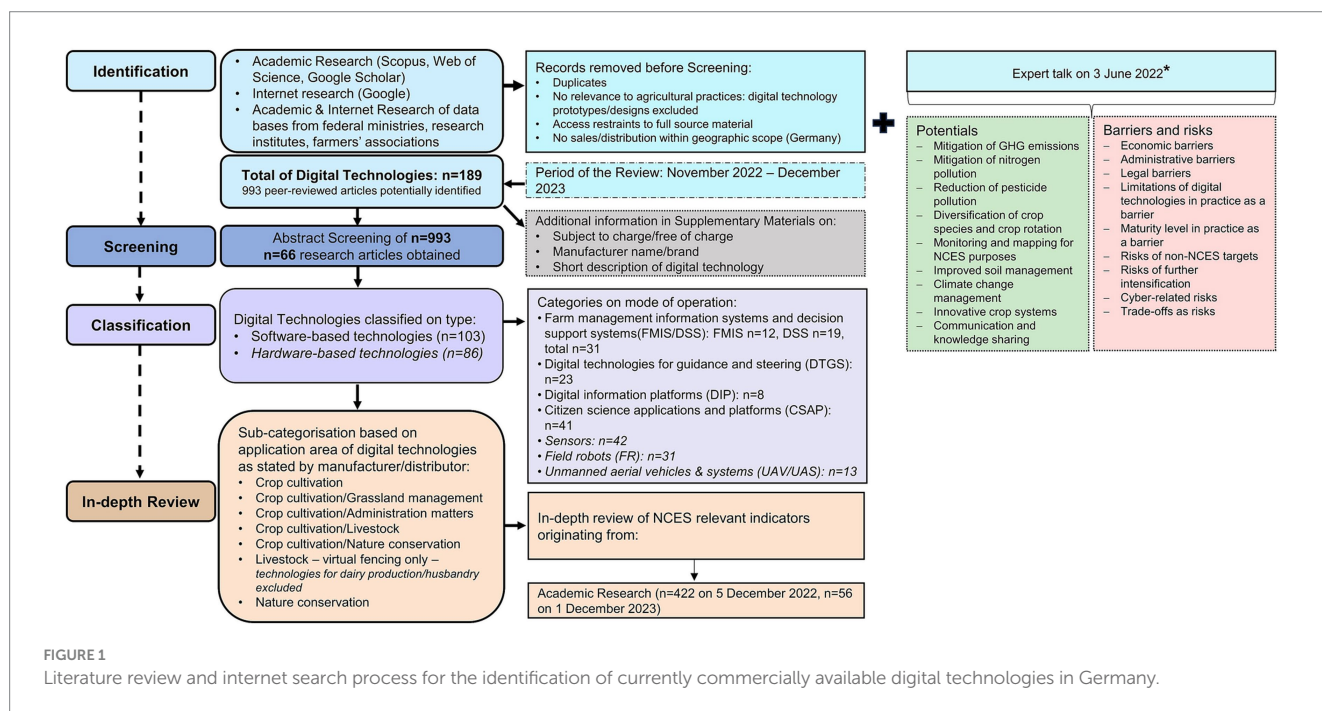 Identification
• Academic Research (Scopus, Web of
Science, Google Scholar)
• Internet research (Google)
• Academic & Internet Research of data
bases from federal ministries, research
institutes, farmers' associations
Records removed before Screening:
• Duplicates
• No relevance to agricultural practices: digital technology
prototypes/designs excluded
• Access restraints to full source material
• No sales/distribution within geographic scope (Germany)
Expert talk on 3 June 2022*
Potentials
– Mitigation of GHG emissions
– Mitigation of nitrogen
pollution
– Reduction of pesticide
pollution
– Diversification of crop
species and crop rotation
– Monitoring and mapping for
NCES purposes
– Improved soil management
– Climate change
management
– Innovative crop systems
– Communication and
knowledge sharing
Barriers and risks
– Economic barriers
– Administrative barriers
– Legal barriers
– Limitations of digital
technologies in practice as a
barrier
– Maturity level in practice as
a barrier
– Risks of non-NCES targets
– Risks of further
intensification
– Cyber-related risks
– Trade-offs as risks
Total of Digital Technologies: n=189
993 peer-reviewed articles potentially identified
Period of the Review: November 2022 – December
2023
Additional information in Supplementary Materials on:
• Subject to charge/free of charge
• Manufacturer name/brand
• Short description of digital technology
Screening
Abstract Screening of n=993
n=66 research articles obtained
Classification
Digital Technologies classified on type:
• Software-based technologies (n=103)
• Hardware-based technologies (n=86)
Categories on mode of operation:
• Farm management information systems and decision
support systems(FMIS/DSS): FMIS n=12, DSS n=19,
total n=31
• Digital technologies for guidance and steering (DTGS):
n=23
• Digital information platforms (DIP): n=8
• Citizen science applications and platforms (CSAP):
n=41
• Sensors: n=42
• Field robots (FR): n=31
• Unmanned aerial vehicles & systems (UAV/UAS): n=13
In-depth Review
Sub-categorisation based on
application area of digital technologies
as stated by manufacturer/distributor:
• Crop cultivation
• Crop cultivation/Grassland management
• Crop cultivation/Administration matters
• Crop cultivation/Livestock
• Crop cultivation/Nature conservation
• Livestock – virtual fencing only –
technologies for dairy production/husbandry
excluded
• Nature conservation
In-depth review of NCES relevant indicators
originating from:
Academic Research (n=422 on 5 December 2022, n=56
on 1 December 2023)
FIGURE 1
Literature review and internet search process for the identification of currently commercially available digital technologies in Germany.